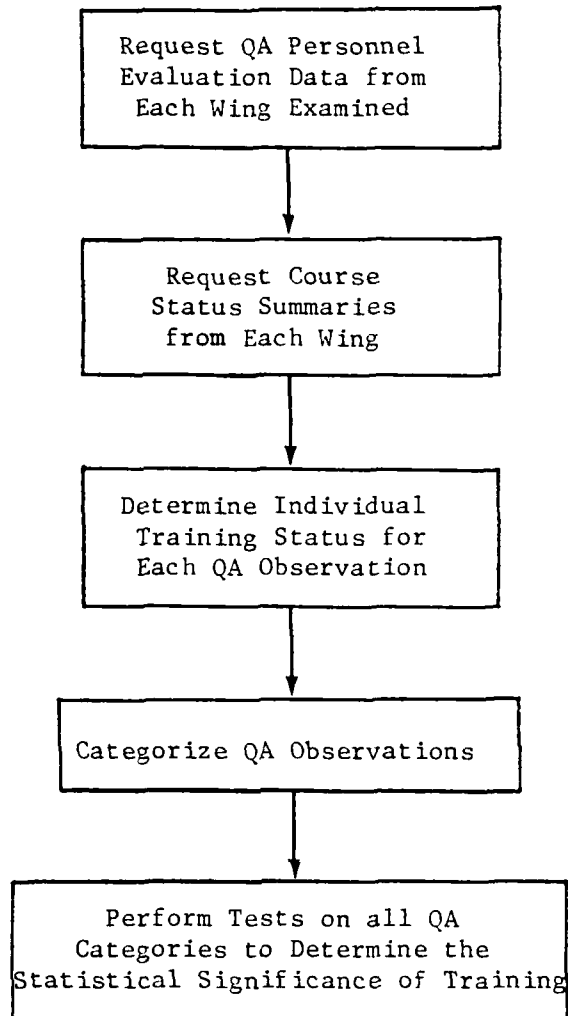 Request QA Personnel
Evaluation Data from
Each Wing Examined
Request Course
Status Summaries
from Each Wing
Determine Individual
Training Status for
Each QA Observation
Categorize QA Observations
Perform Tests on all QA
Categories to Determine the
Statistical Significance of Training